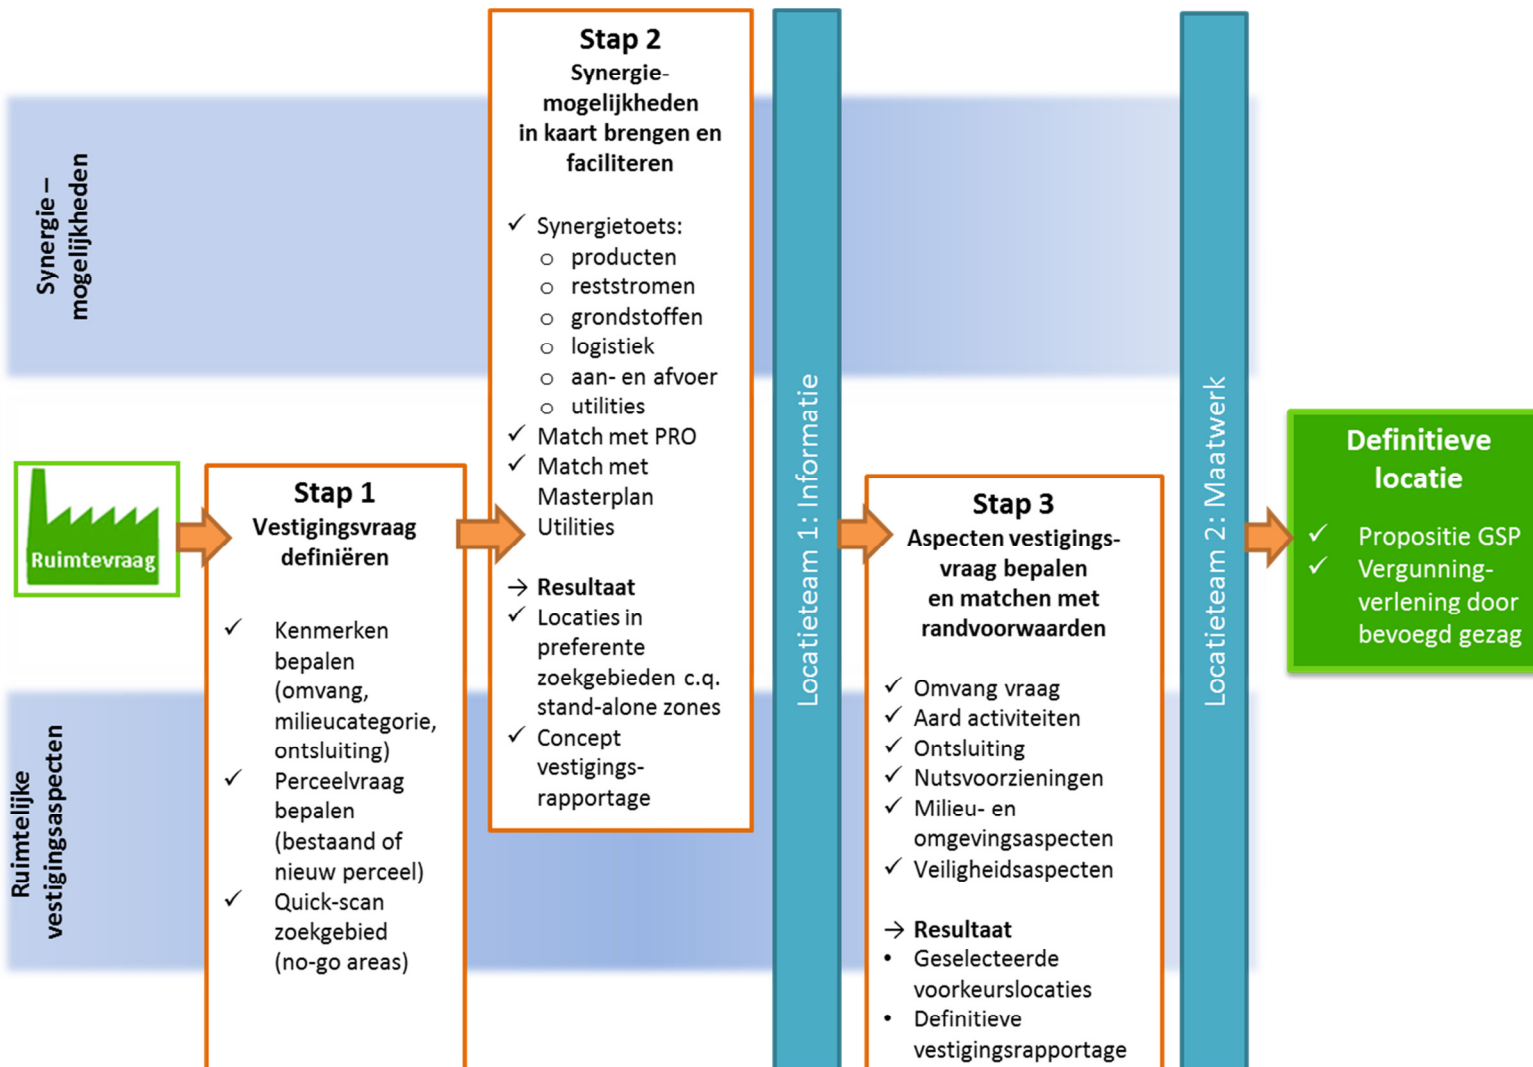 Synergie –
mogelijkheden
Ruimtelijke
vestigingsaspecten
Ruimtevraag
Stap 1
Vestigingsvraag
definiëren
✓ Kenmerken
bepalen
(omvang,
milieucategorie,
ontsluiting)
✓ Perceelvraag
bepalen
(bestaand of
nieuw perceel)
✓ Quick-scan
zoekgebied
(no-go areas)
Stap 2
Synergie-
mogelijkheden
in kaart brengen en
faciliteren
✓ Synergietoets:
o producten
o reststromen
o grondstoffen
o logistiek
o aan- en afvoer
o utilities
✓ Match met PRO
✓ Match met
Masterplan
Utilities
→ Resultaat
✓ Locaties in
preferente
zoekgebieden c.q.
stand-alone zones
✓ Concept
vestigings-
rapportage
Locatieteam 1: Informatie
Stap 3
Aspecten vestigings-
vraag bepalen
en matchen met
randvoorwaarden
✓ Omvang vraag
✓ Aard activiteiten
✓ Ontsluiting
✓ Nutsvoorzieningen
✓ Milieu- en
omgevingsaspecten
✓ Veiligheidsaspecten
→ Resultaat
• Geselecteerde
voorkeurslocaties
• Definitieve
vestigingsrapportage
Locatieteam 2: Maatwerk
Definitieve
locatie
✓ Propositie GSP
✓ Vergunning-
verlening door
bevoegd gezag